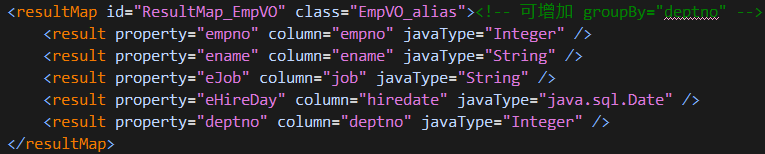 <resultMap id="ResultMap_EmpVO" class="EmpVO_alias"><!-- 可增加 groupBy="deptno" -->
<result property="empno" column="empno" javaType="Integer" />
<result property="ename" column="ename" javaType="String" />
<result property="eJob" column="job" javaType="String" />
<result property="eHireDay" column="hiredate" javaType="java.sql.Date" />
<result property="deptno" column="deptno" javaType="Integer" />
</resultMap>